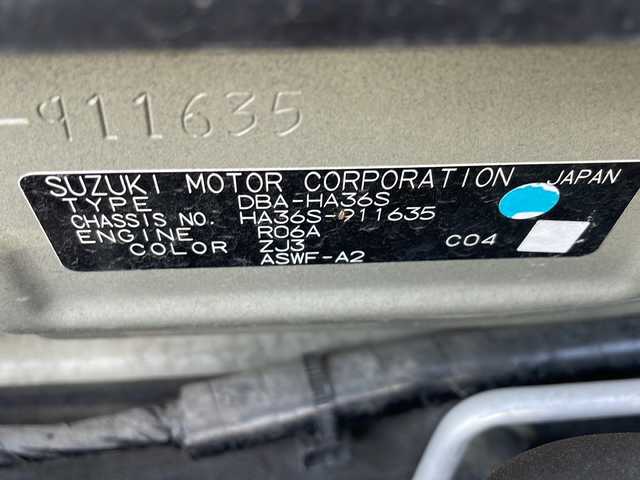 -911635
SUZUKI MOTOR CORPORATION JAPAN
TYPE DBA-HA36S
CHASSIS NO. HA36S-911635
ENGINE R06A
COLOR ZJ3 C04
ASWF-A2